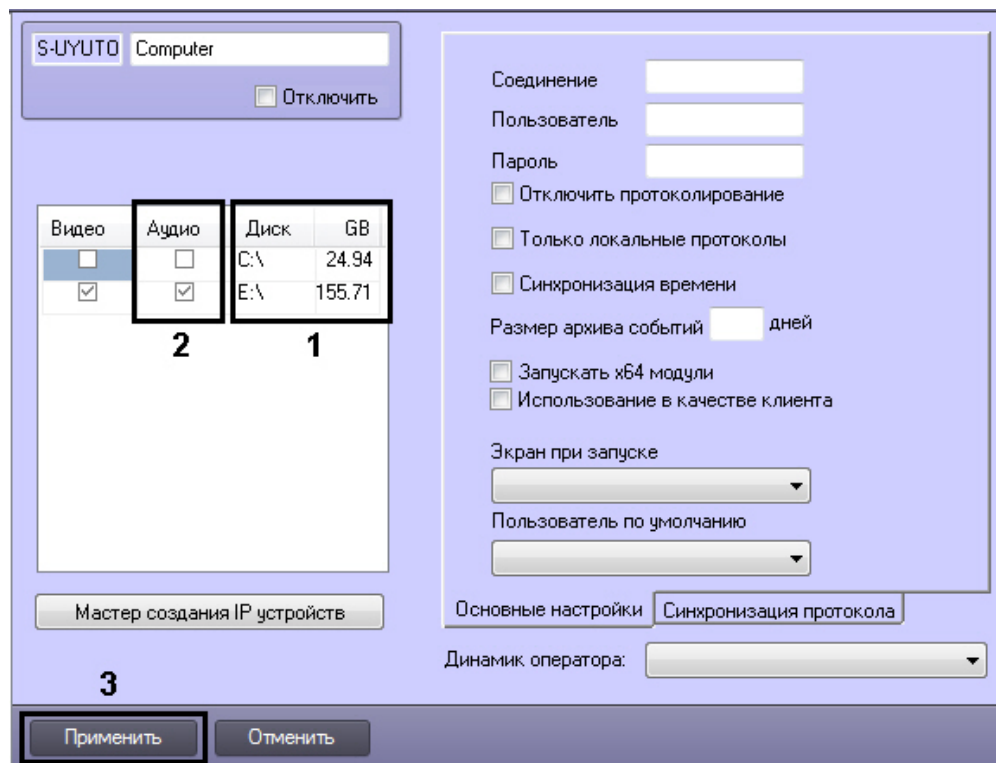 S-UYUTO Computer
Отключить
Видео Аудио Диск GB
C:\ 24.94
E:\ 155.71
2 1
Мастер создания IP устройств
Соединение
Пользователь
Пароль
Отключить протоколирование
Только локальные протоколы
Синхронизация времени
Размер архива событий дней
Запускать x64 модули
Использование в качестве клиента
Экран при запуске
Пользователь по умолчанию
Основные настройки Синхронизация протокола
Динамик оператора:
3
Применить Отменить